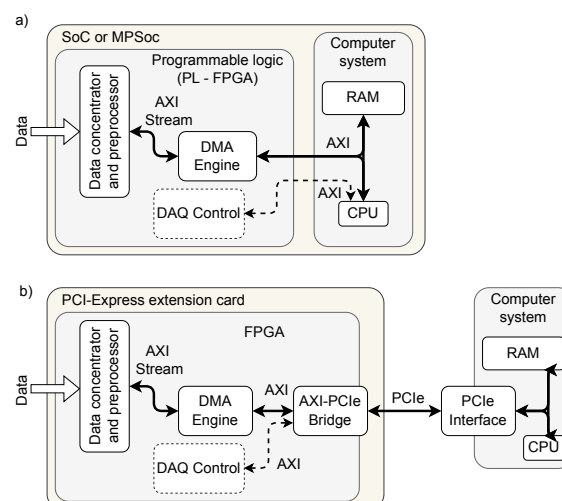 a)
SoC or MPSoc
Programmable logic
(PL - FPGA)
Computer
system
Data
Data concentrator
and preprocessor
AXI
Stream
DMA
Engine
RAM
AXI
AXI
CPU
DAQ Control
b)
PCI-Express extension card
FPGA
Computer
system
Data
Data concentrator
and preprocessor
AXI
Stream
DMA
Engine
AXI
AXI-PCIe
Bridge
PCIe
PCIe
Interface
RAM
CPU
DAQ Control
AXI